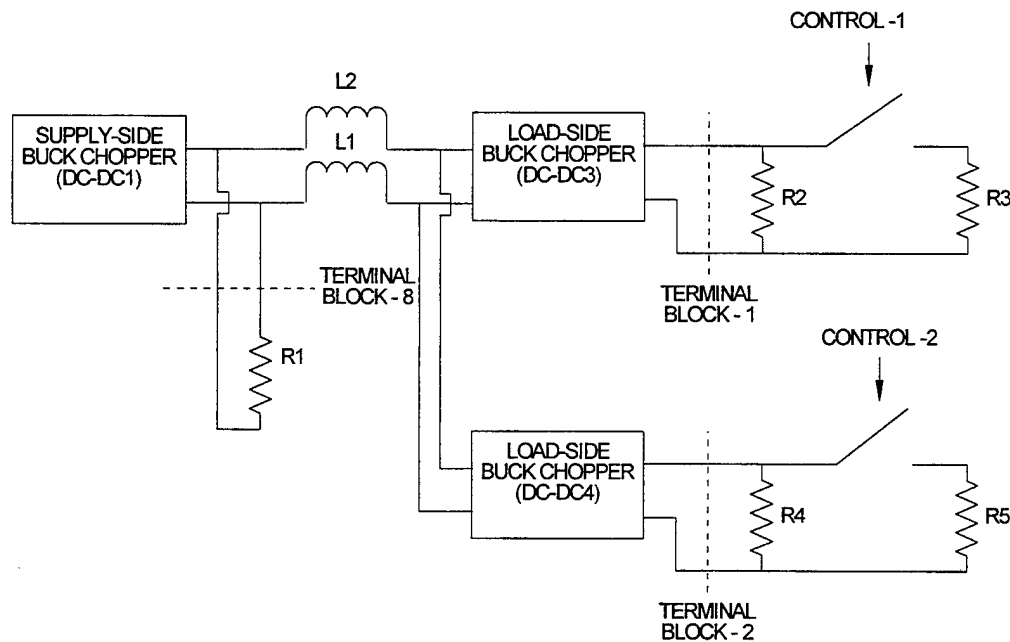 CONTROL -1
L2
SUPPLY-SIDE
BUCK CHOPPER
(DC-DC1)
L1
LOAD-SIDE
BUCK CHOPPER
(DC-DC3)
R2
R3
TERMINAL
BLOCK - 8
TERMINAL
BLOCK - 1
R1
CONTROL -2
LOAD-SIDE
BUCK CHOPPER
(DC-DC4)
R4
R5
TERMINAL
BLOCK - 2